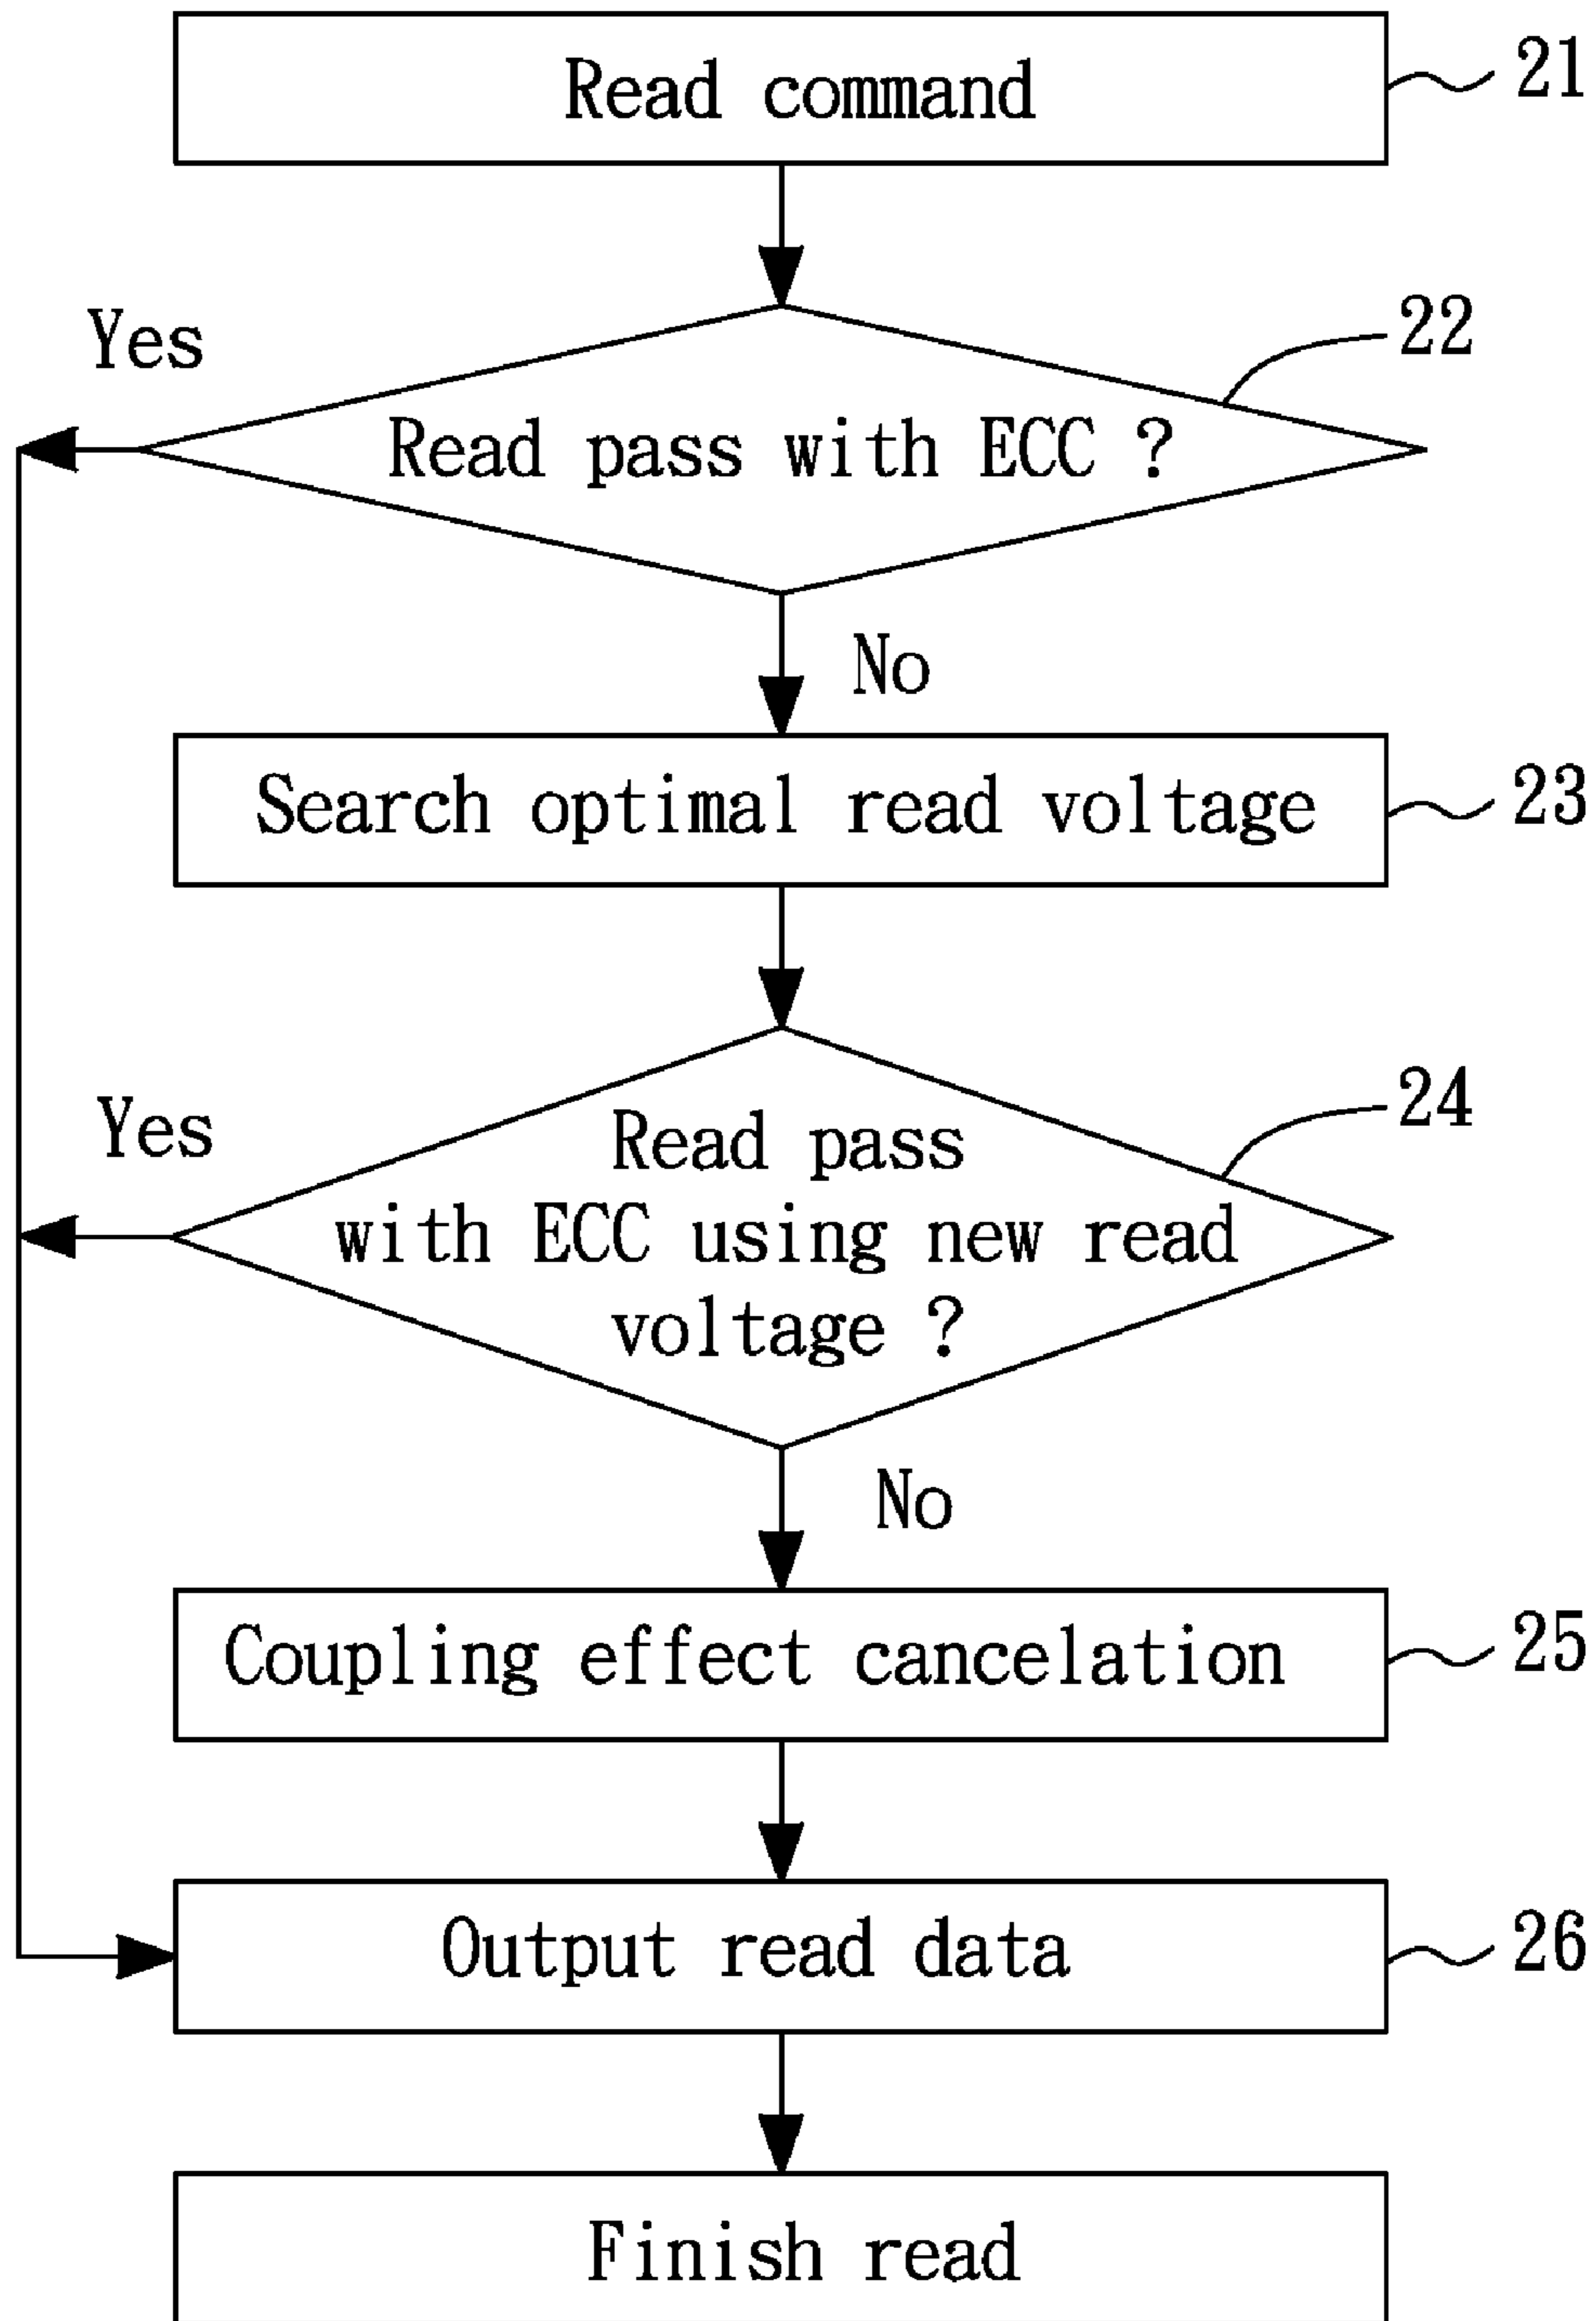 Read command
21
Yes
22
Read pass with ECC ?
No
Search optimal read voltage
23
Yes
24
Read pass
with ECC using new read
voltage ?
No
Coupling effect cancelation
25
Output read data
26
Finish read